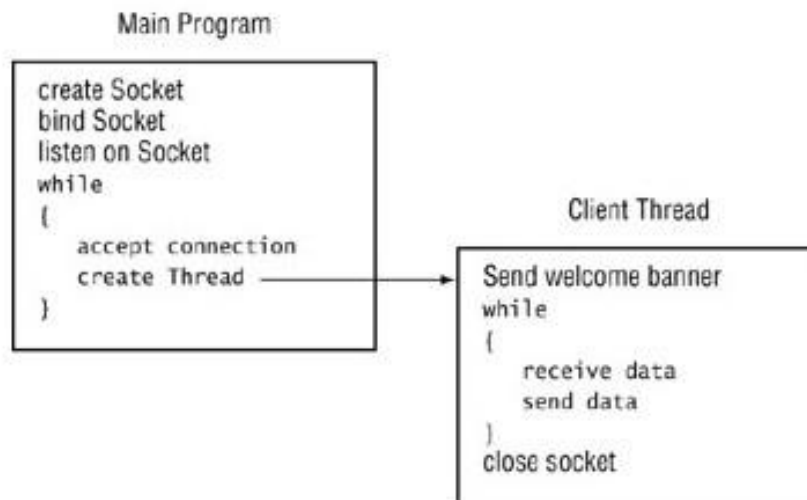 Main Program
create Socket
bind Socket
listen on Socket
while
{
accept connection
create Thread
}
Client Thread
Send welcome banner
while
{
receive data
send data
}
close socket